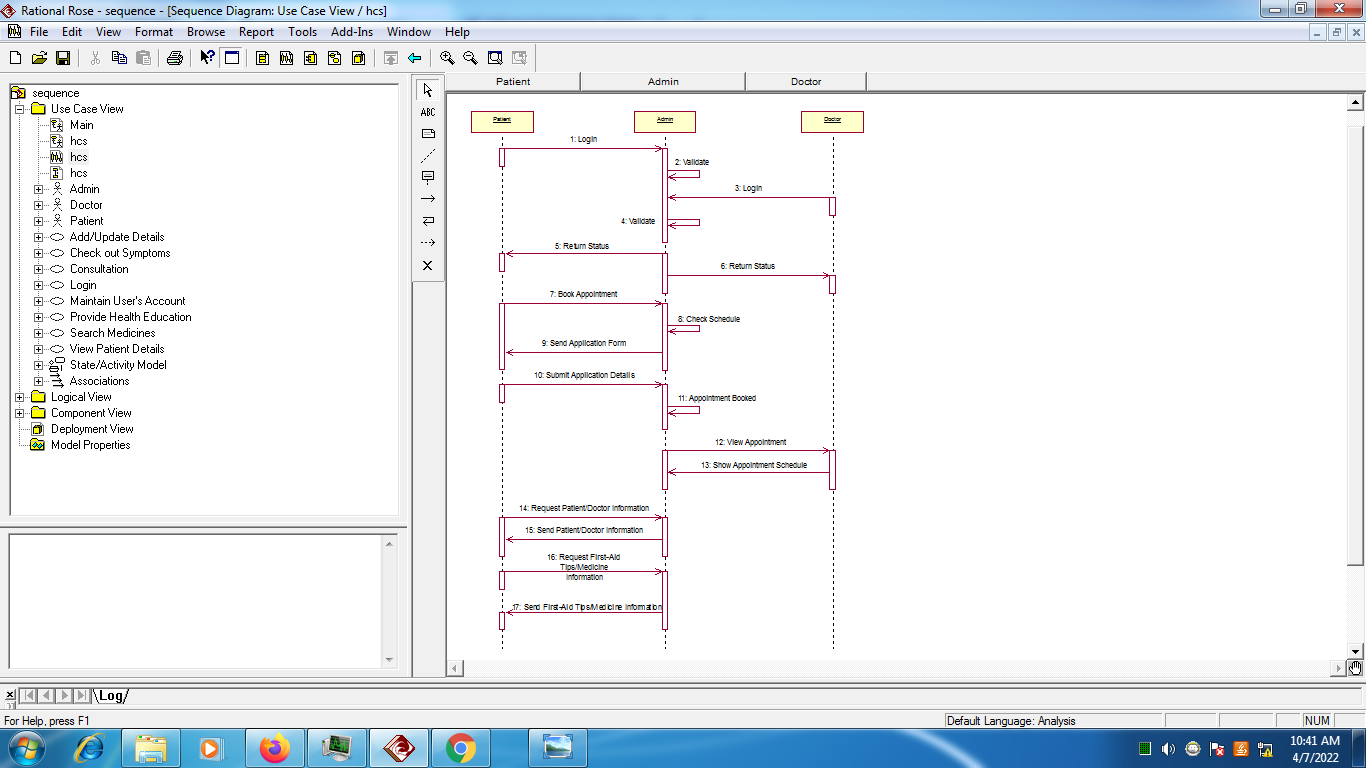 Rational Rose - sequence - [Sequence Diagram: Use Case View / hcs]
File Edit View Format Browse Report Tools Add-Ins Window Help
sequence
Use Case View
Main
hcs
hcs
hcs
Admin
Doctor
Patient
Add/Update Details
Check out Symptoms
Consultation
Login
Maintain User's Account
Provide Health Education
Search Medicines
View Patient Details
State/Activity Model
Associations
Logical View
Component View
Deployment View
Model Properties
ABC
Patient Admin Doctor
Patient Admin Doctor
1: Login
2: Validate
3: Login
4: Validate
5: Return Status
6: Return Status
7: Book Appointment
8: Check Schedule
9: Send Application Form
10: Submit Application Details
11: Appointment Booked
12: View Appointment
13: Show Appointment Schedule
14: Request Patient/Doctor Information
15: Send Patient/Doctor Information
16: Request First-Aid
Tips/Medicine
Information
17: Send First-Aid Tips/Medicine Information
Log
For Help, press F1
Default Language: Analysis
NUM
10:41 AM
4/7/2022